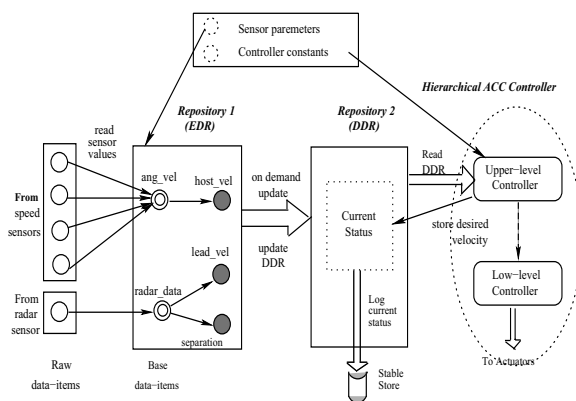 Sensor paremeters
Controller constants
Hierarchical ACC Controller
Repository 1
(EDR)
Repository 2
(DDR)
read
sensor
values
ang_vel
host_vel
on demand
update
update
DDR
Read
DDR
Upper-level
Controller
From
speed
sensors
Current
Status
store desired
velocity
lead_vel
radar_data
separation
Low-level
Controller
From
radar
sensor
Log
current
status
To Actuators
Raw
data-items
Base
data-items
Stable
Store